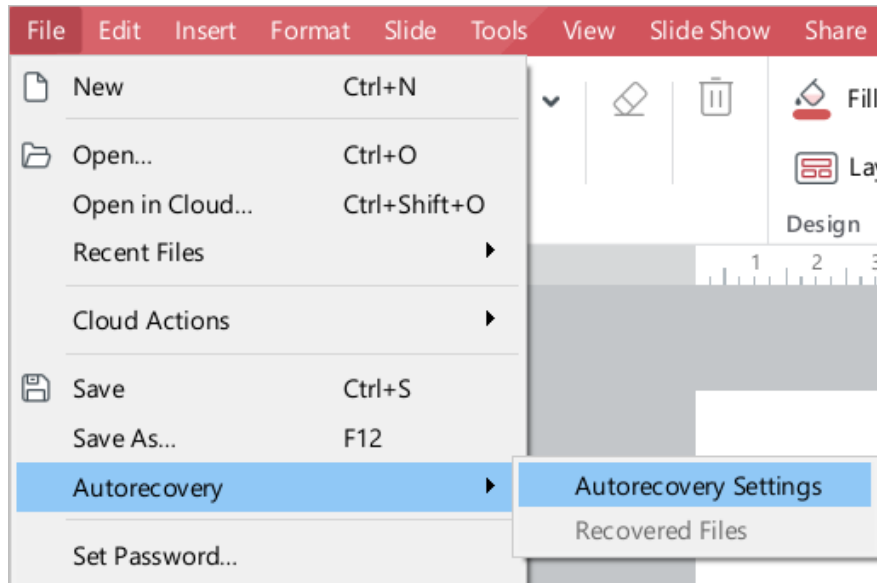 File Edit Insert Format Slide Tools View Slide Show Share
New Ctrl+N
Open... Ctrl+O
Open in Cloud... Ctrl+Shift+O
Recent Files
Cloud Actions
Save Ctrl+S
Save As... F12
Autorecovery
Set Password...
Autorecovery Settings
Recovered Files
Fill
Design
1 2